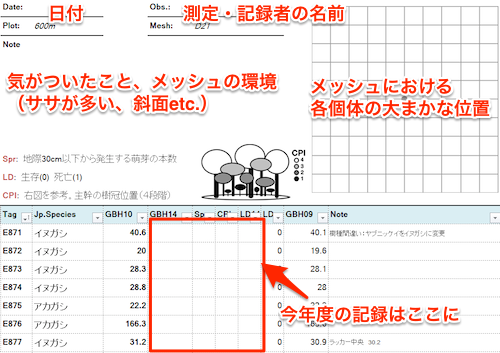 Date: 日付 Obs.: 測定・記録者の名前
Plot: 600m Mesh: D21
Note
気がついたこと、メッシュの環境
（ササが多い、斜面etc.）
メッシュにおける
各個体の大まかな位置
Spr: 地際30cm以下から発生する萌芽の本数
LD: 生存(0) 死亡(1)
CPI: 右図を参考，主幹の樹冠位置（4段階）
CPI
4
3
2
1
Tag Jp.Species GBH10 GBH14 Sp CPI LD14 LD GBH09 Note
E871 イヌガシ 40.6 0 40.1 樹種間違い：ヤブニッケイをイヌガシに変更
E872 イヌガシ 20 0 19.6
E873 イヌガシ 28.3 0 28.1
E874 イヌガシ 28.8 0 28
E875 アカガシ 22.2 0
E876 アカガシ 166.3 0
E877 イヌガシ 31.2 0 30.9 ラッカー中央 30.2
今年度の記録はここに